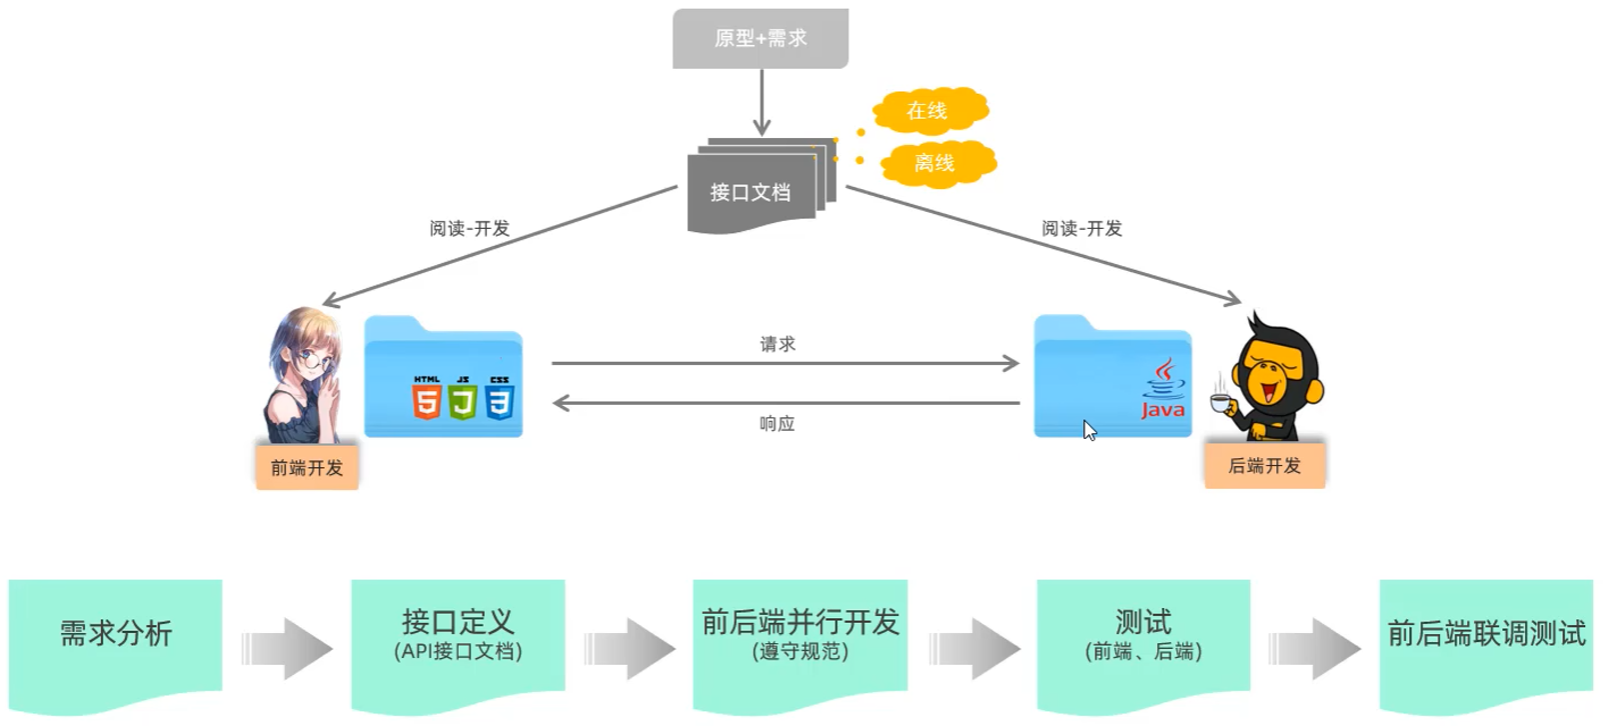 原型+需求
在线
离线
接口文档
阅读-开发
阅读-开发
请求
响应
HTML
JS
CSS
5
J
3
Java
前端开发
后端开发
需求分析
接口定义
(API接口文档)
前后端并行开发
(遵守规范)
测试
(前端、后端)
前后端联调测试